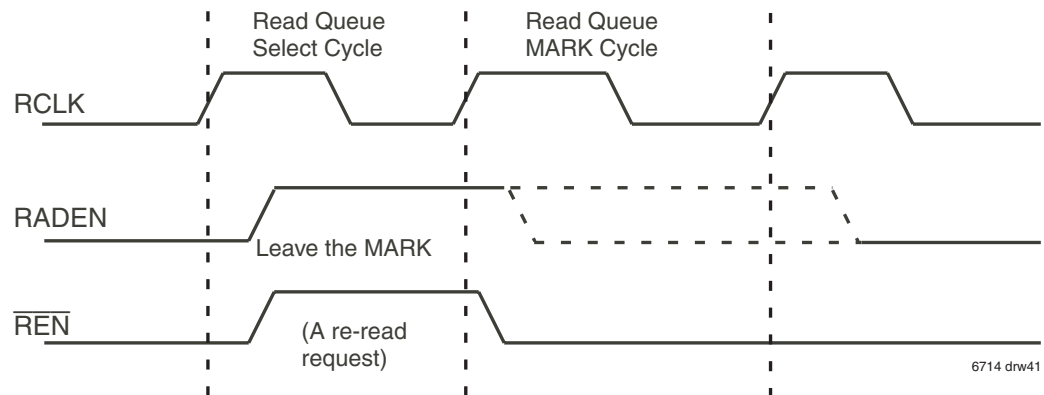 Read Queue
Select Cycle
Read Queue
MARK Cycle
RCLK
RADEN
Leave the MARK
REN
(A re-read
request)
6714 drw41